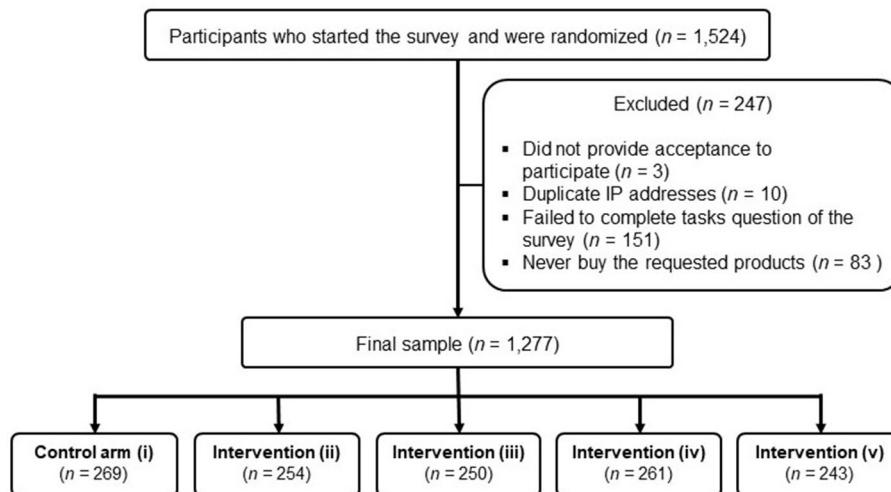 Participants who started the survey and were randomized (n = 1,524)
Excluded (n = 247)
▪ Did not provide acceptance to
participate (n = 3)
▪ Duplicate IP addresses (n = 10)
▪ Failed to complete tasks question of the
survey (n = 151)
▪ Never buy the requested products (n = 83 )
Final sample (n = 1,277)
Control arm (i)
(n = 269)
Intervention (ii)
(n = 254)
Intervention (iii)
(n = 250)
Intervention (iv)
(n = 261)
Intervention (v)
(n = 243)